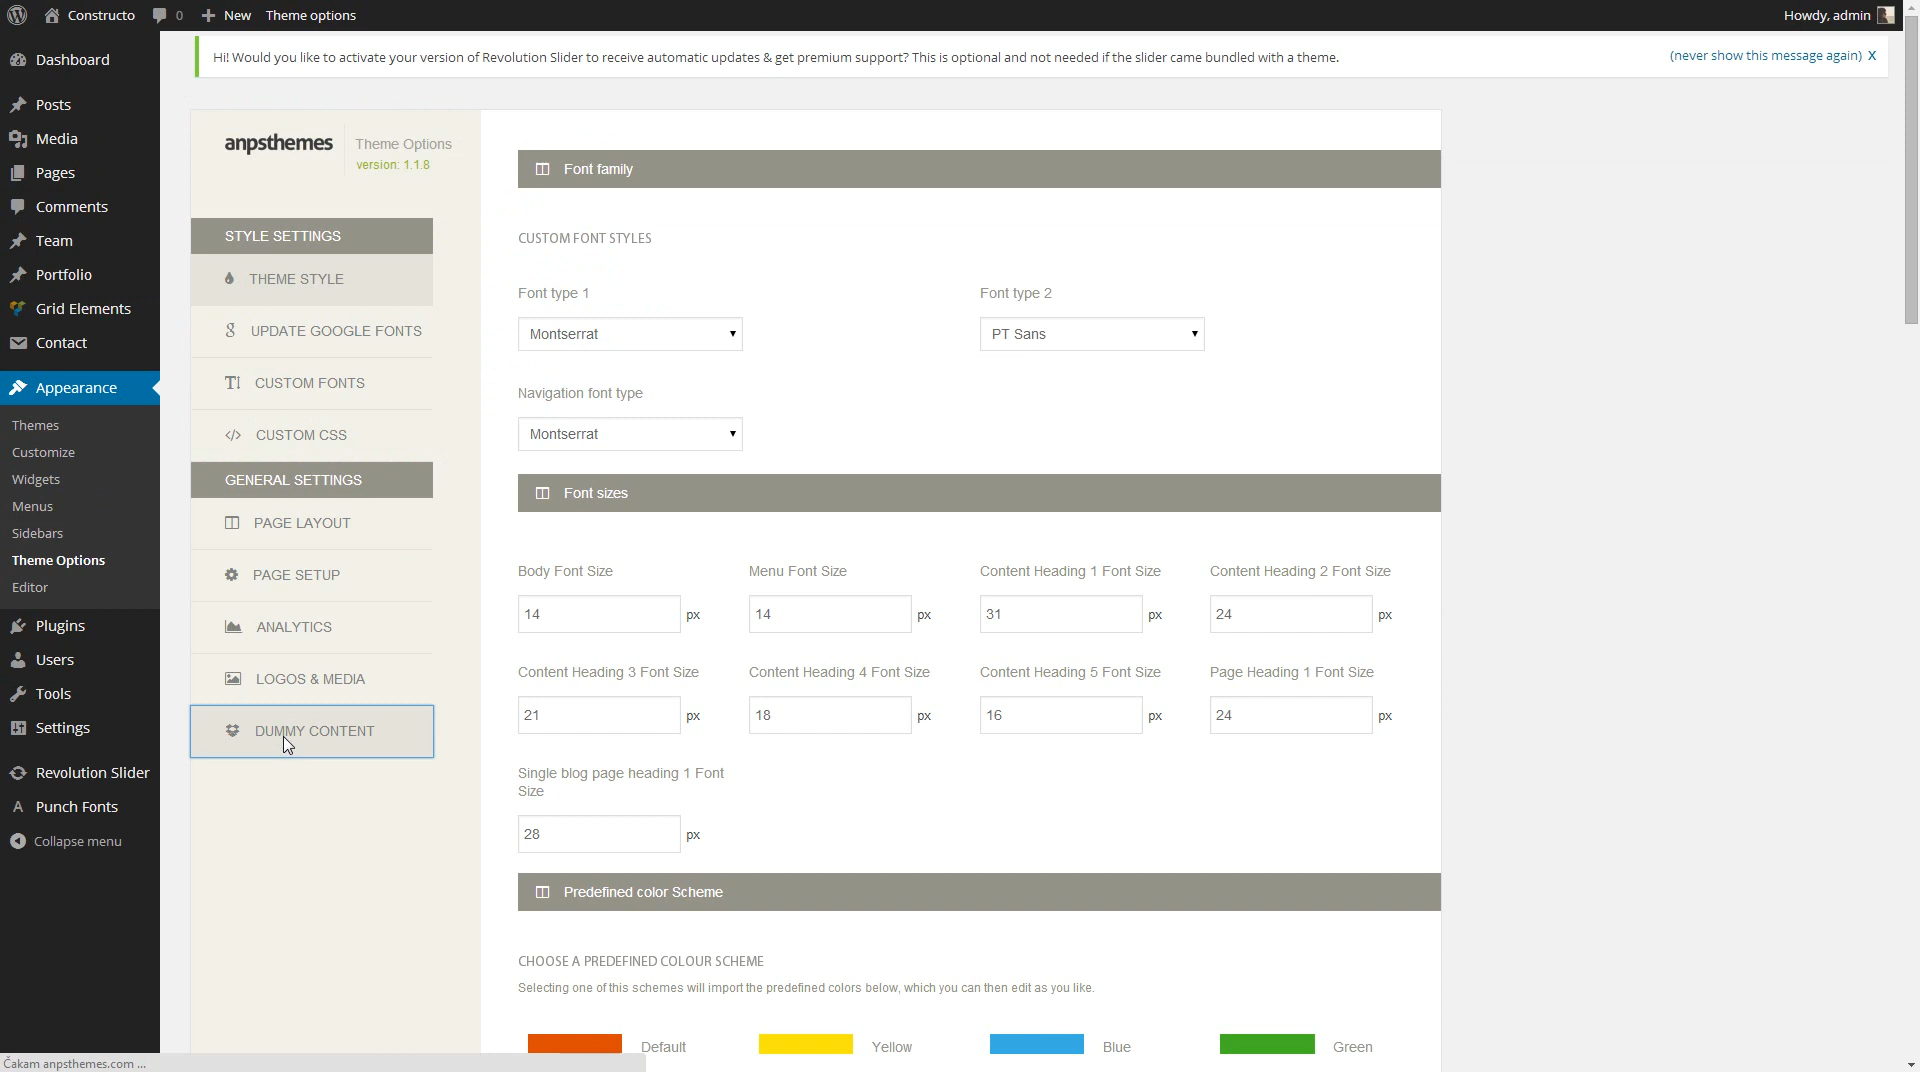 Constructo 0 New Theme options Howdy, admin
Hi! Would you like to activate your version of Revolution Slider to receive automatic updates & get premium support? This is optional and not needed if the slider came bundled with a theme. (never show this message again) X
Dashboard
Posts
Media
Pages
Comments
Team
Portfolio
Grid Elements
Contact
Appearance
Themes
Customize
Widgets
Menus
Sidebars
Theme Options
Editor
Plugins
Users
Tools
Settings
Revolution Slider
A Punch Fonts
Collapse menu
anpsthemes Theme Options
version: 1.1.8
STYLE SETTINGS
THEME STYLE
UPDATE GOOGLE FONTS
CUSTOM FONTS
CUSTOM CSS
GENERAL SETTINGS
PAGE LAYOUT
PAGE SETUP
ANALYTICS
LOGOS & MEDIA
DUMMY CONTENT
Font family
CUSTOM FONT STYLES
Font type 1 Font type 2
Montserrat PT Sans
Navigation font type
Montserrat
Font sizes
Body Font Size Menu Font Size Content Heading 1 Font Size Content Heading 2 Font Size
14 px 14 px 31 px 24 px
Content Heading 3 Font Size Content Heading 4 Font Size Content Heading 5 Font Size Page Heading 1 Font Size
21 px 18 px 16 px 24 px
Single blog page heading 1 Font
Size
28 px
Predefined color Scheme
CHOOSE A PREDEFINED COLOUR SCHEME
Selecting one of this schemes will import the predefined colors below, which you can then edit as you like.
Default Yellow Blue Green
Čakam anpsthemes.com ...